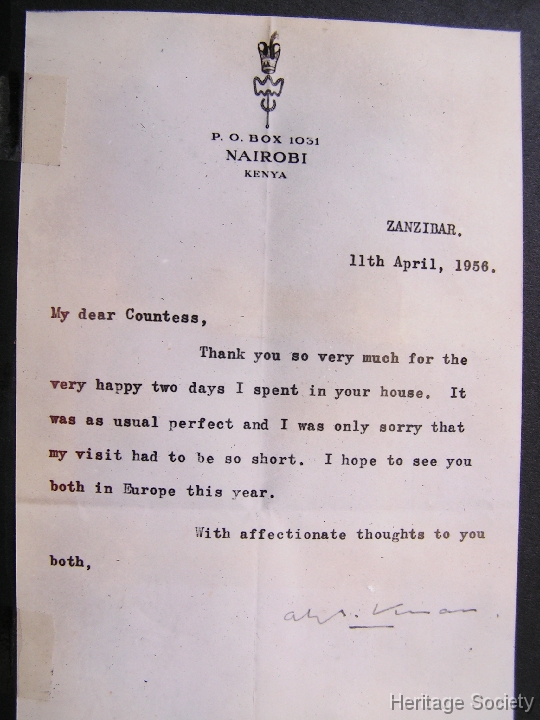 P. O. BOX 1051
NAIROBI
KENYA
ZANZIBAR.
11th April, 1956.
My dear Countess,
Thank you so very much for the
very happy two days I spent in your house.  It
was as usual perfect and I was only sorry that
my visit had to be so short.  I hope to see you
both in Europe this year.
With affectionate thoughts to you
both,
Heritage Society